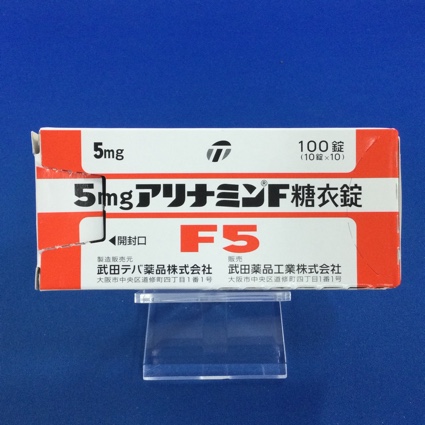 5mg
100錠
(10錠×10)
5mgアリナミン®F糖衣錠
◀開封口
F5
製造販売元
武田テバ薬品株式会社
大阪市中央区道修町四丁目1番1号
販売
武田薬品工業株式会社
大阪市中央区道修町四丁目1番1号